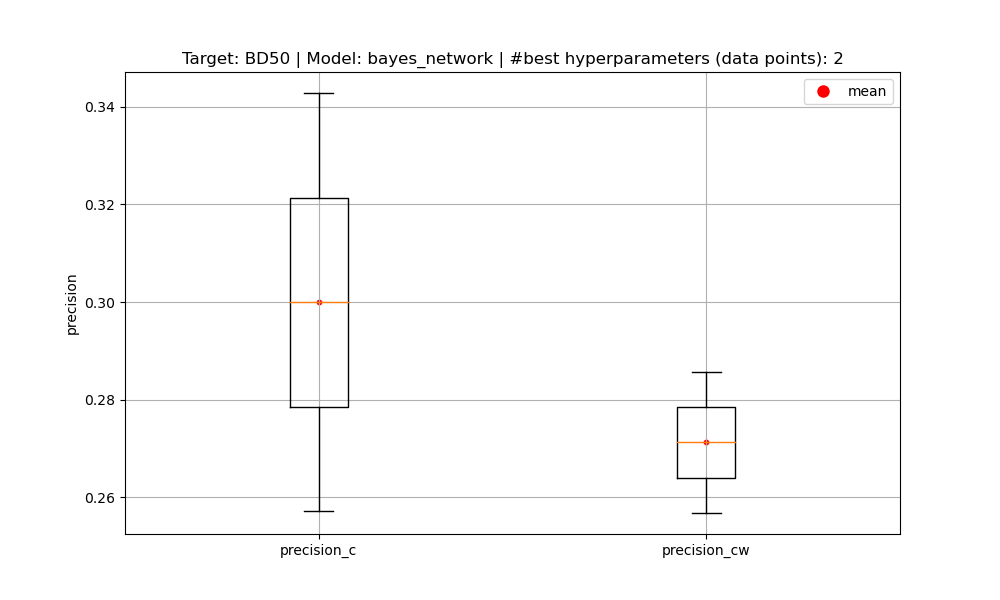 Target: BD50 | Model: bayes_network | #best hyperparameters (data points): 2
mean
0.34
0.32
0.30
0.28
0.26
precision
precision_c
precision_cw